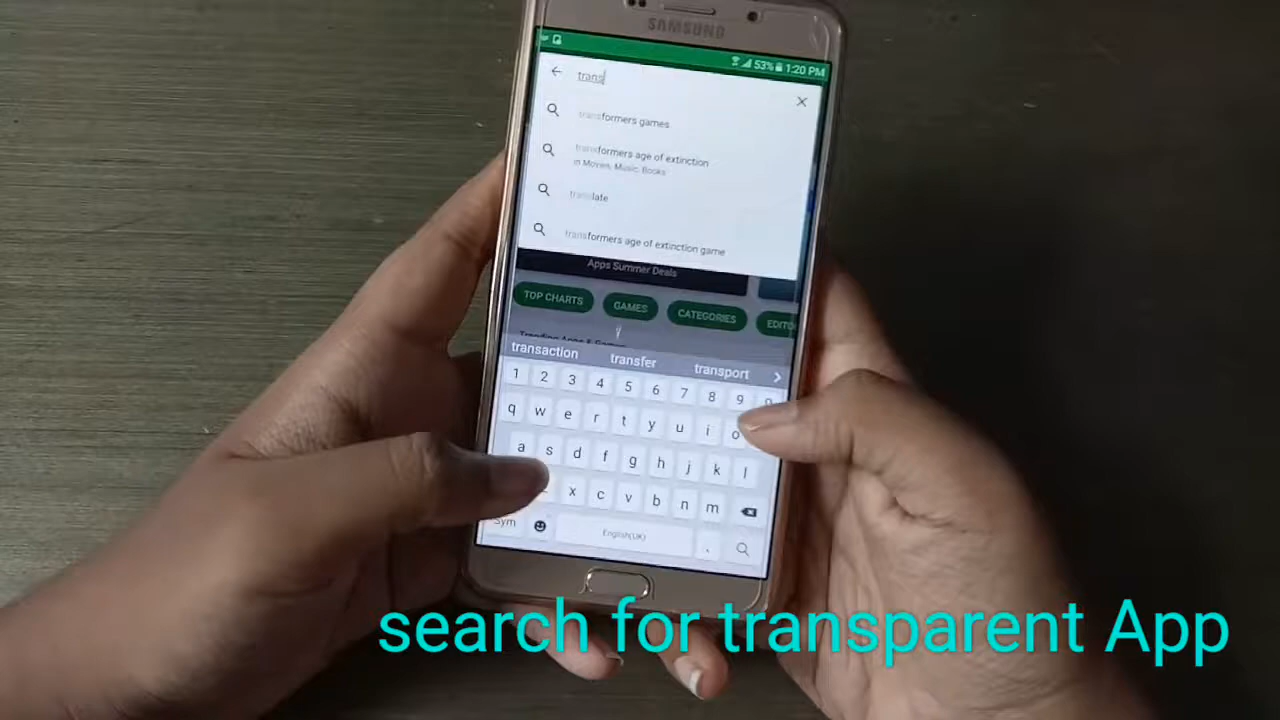 SAMSUNG
53% 1:20 PM
trans
transformers games
transformers age of extinction
in Movies, Music, Books
translate
transformers age of extinction game
Apps Summer Deals
TOP CHARTS GAMES CATEGORIES
transaction transfer transport
1 2 3 4 5 6 7 8 9
q w e r t y u i o
a s d f g h j k l
x c v b n m
Sym English(UK) .
search for transparent App